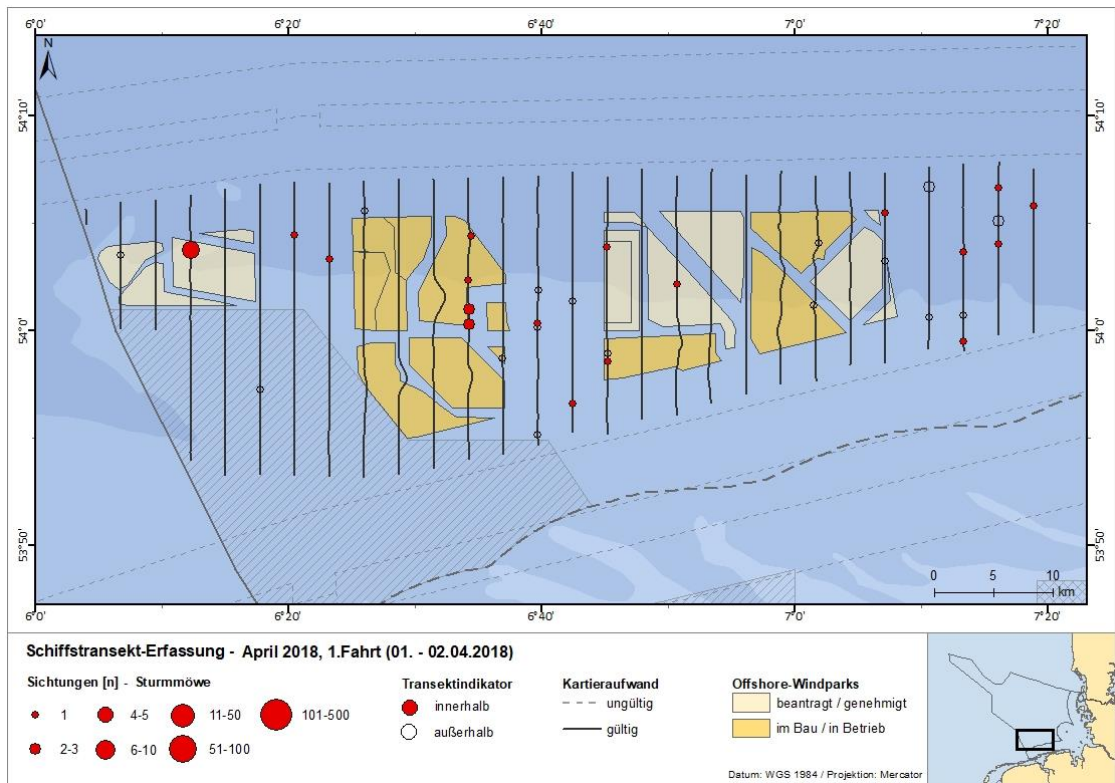 6°0' 6°20' 6°40' 7°0' 7°20'
N
54°10' 54°10'
54°0' 54°0'
53°50' 53°50'
0 5 10
km
6°0' 6°20' 6°40' 7°0' 7°20'
Schiffstransekt-Erfassung - April 2018, 1.Fahrt (01. - 02.04.2018)
Sichtungen [n] - Sturmmöwe
1 4-5 11-50 101-500
2-3 6-10 51-100
Transektindikator
innerhalb
außerhalb
Kartieraufwand
ungültig
gültig
Offshore-Windparks
beantragt / genehmigt
im Bau / in Betrieb
Datum: WGS 1984 / Projektion: Mercator